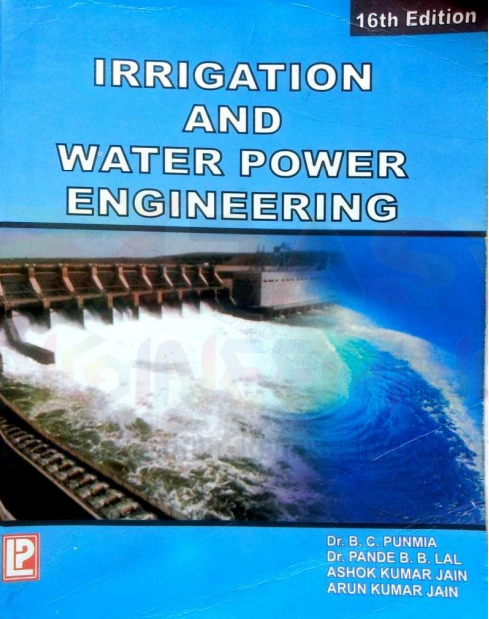 16th Edition
IRRIGATION
AND
WATER POWER
ENGINEERING
Dr. B. C. PUNMIA
Dr. PANDE B. B. LAL
ASHOK KUMAR JAIN
ARUN KUMAR JAIN
LP